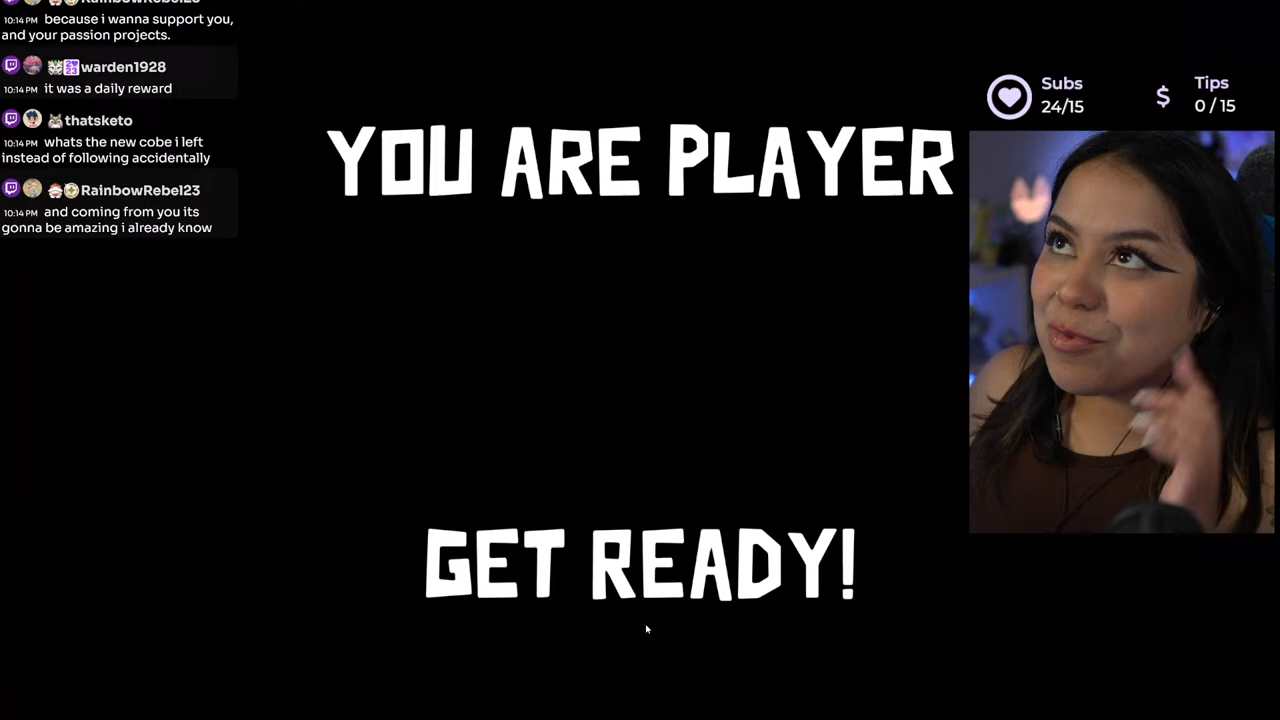 10:14 PM because i wanna support you,
and your passion projects.
warden1928
10:14 PM it was a daily reward
thatsketo
10:14 PM whats the new cobe i left
instead of following accidentally
RainbowRebel23
10:14 PM and coming from you its
gonna be amazing i already know
YOU ARE PLAYER
GET READY!
Subs
24/15
$
Tips
0 / 15